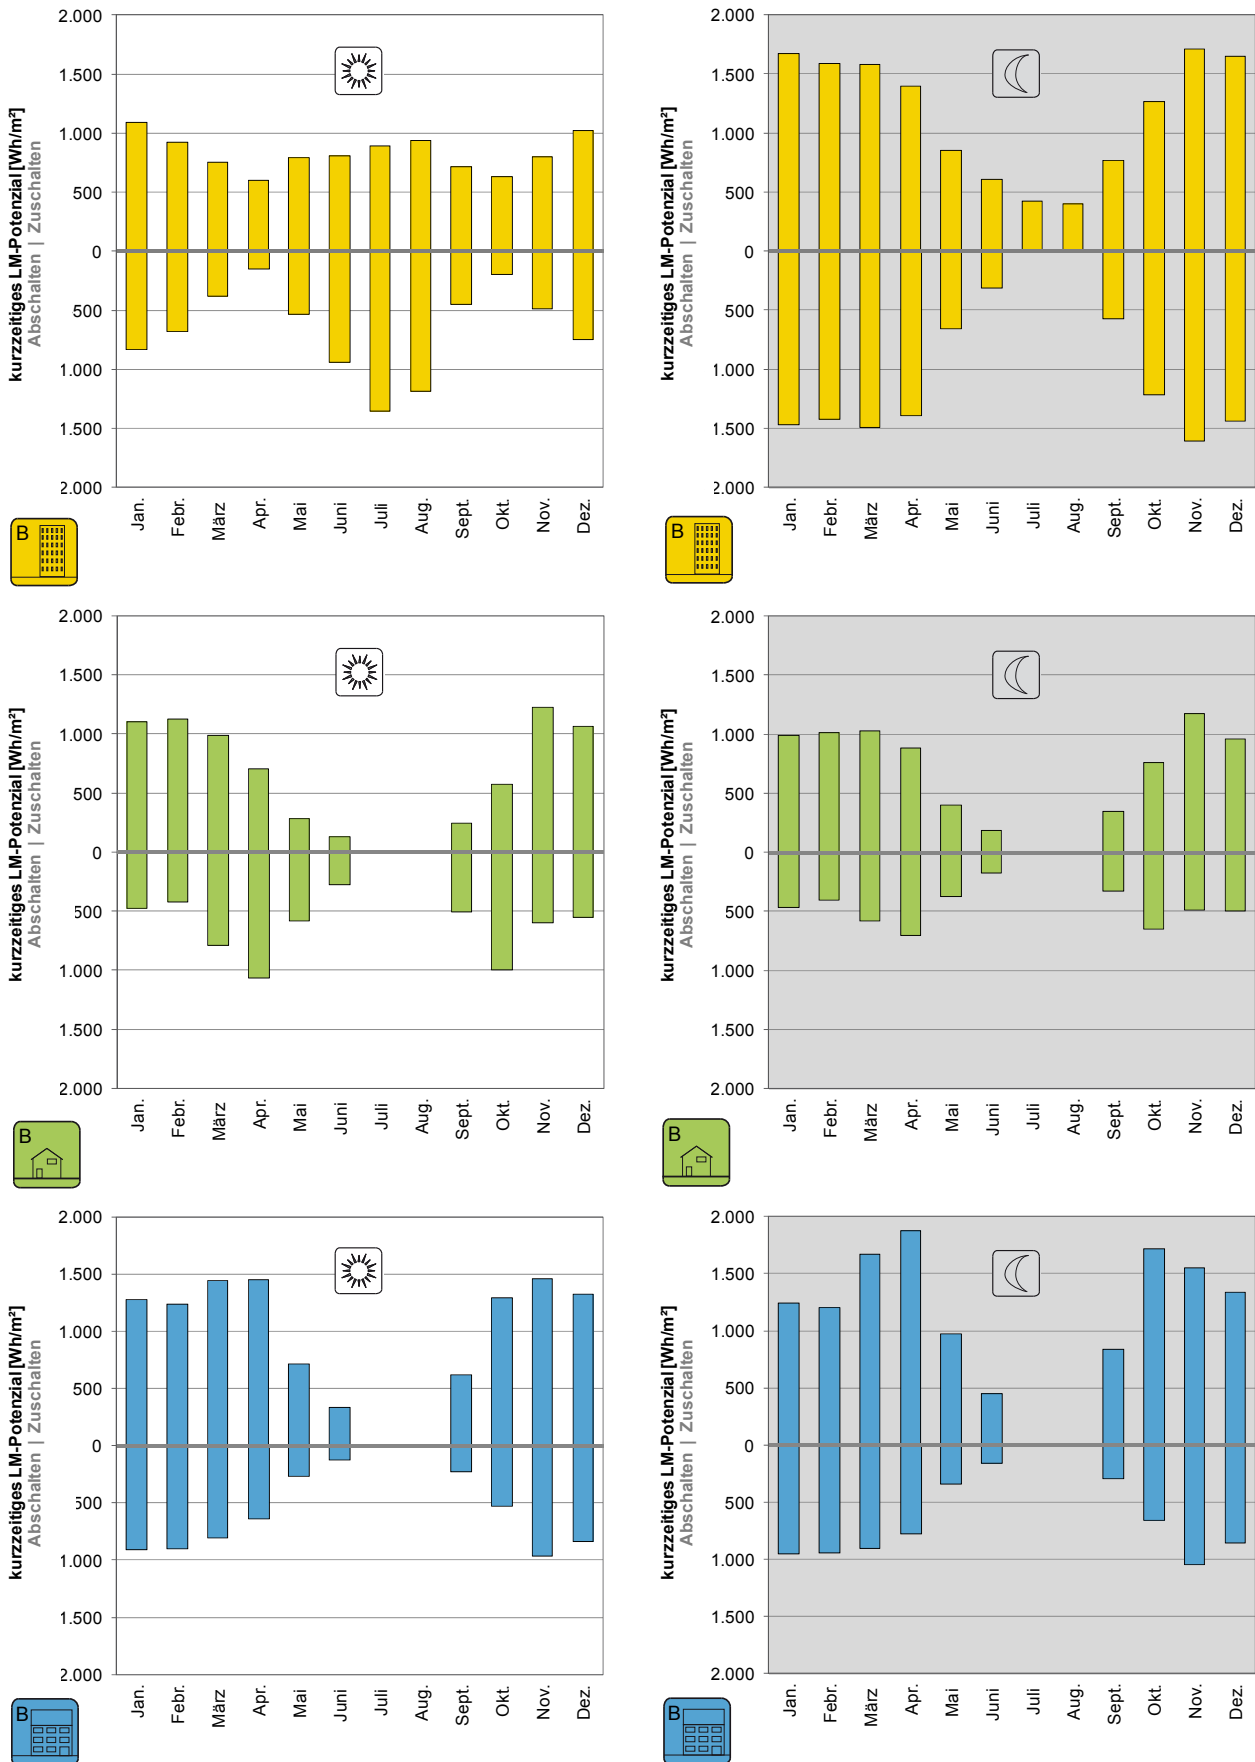 2.000
1.500
1.000
500
0
500
1.000
1.500
2.000
kurzzeitiges LM-Potenzial [Wh/m²]
Abschalten | Zuschalten
Jan.
Febr.
März
Apr.
Mai
Juni
Juli
Aug.
Sept.
Okt.
Nov.
Dez.
B
2.000
1.500
1.000
500
0
500
1.000
1.500
2.000
kurzzeitiges LM-Potenzial [Wh/m²]
Abschalten | Zuschalten
Jan.
Febr.
März
Apr.
Mai
Juni
Juli
Aug.
Sept.
Okt.
Nov.
Dez.
B
2.000
1.500
1.000
500
0
500
1.000
1.500
2.000
kurzzeitiges LM-Potenzial [Wh/m²]
Abschalten | Zuschalten
Jan.
Febr.
März
Apr.
Mai
Juni
Juli
Aug.
Sept.
Okt.
Nov.
Dez.
B
2.000
1.500
1.000
500
0
500
1.000
1.500
2.000
kurzzeitiges LM-Potenzial [Wh/m²]
Abschalten | Zuschalten
Jan.
Febr.
März
Apr.
Mai
Juni
Juli
Aug.
Sept.
Okt.
Nov.
Dez.
B
2.000
1.500
1.000
500
0
500
1.000
1.500
2.000
kurzzeitiges LM-Potenzial [Wh/m²]
Abschalten | Zuschalten
Jan.
Febr.
März
Apr.
Mai
Juni
Juli
Aug.
Sept.
Okt.
Nov.
Dez.
B
2.000
1.500
1.000
500
0
500
1.000
1.500
2.000
kurzzeitiges LM-Potenzial [Wh/m²]
Abschalten | Zuschalten
Jan.
Febr.
März
Apr.
Mai
Juni
Juli
Aug.
Sept.
Okt.
Nov.
Dez.
B